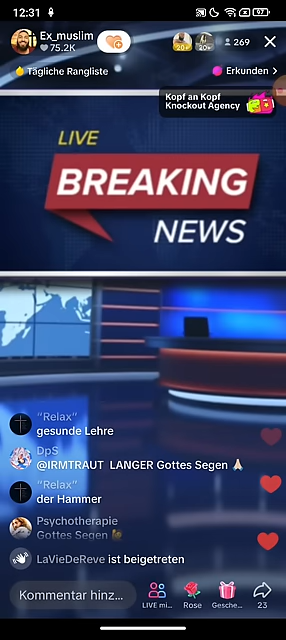 12:31
97
Ex_muslim
75.2K
20+
20+
269
Tägliche Rangliste
Erkunden >
Kopf an Kopf
Knockout Agency
LIVE
BREAKING
NEWS
“Relax”
gesunde Lehre
DpS
@IRMTRAUT LANGER Gottes Segen 🙏🏻
“Relax”
der Hammer
Psychotherapie
Gottes Segen
LaVieDeReve ist beigetreten
Kommentar hinz...
LIVE mi...
Rose
Gesche...
23